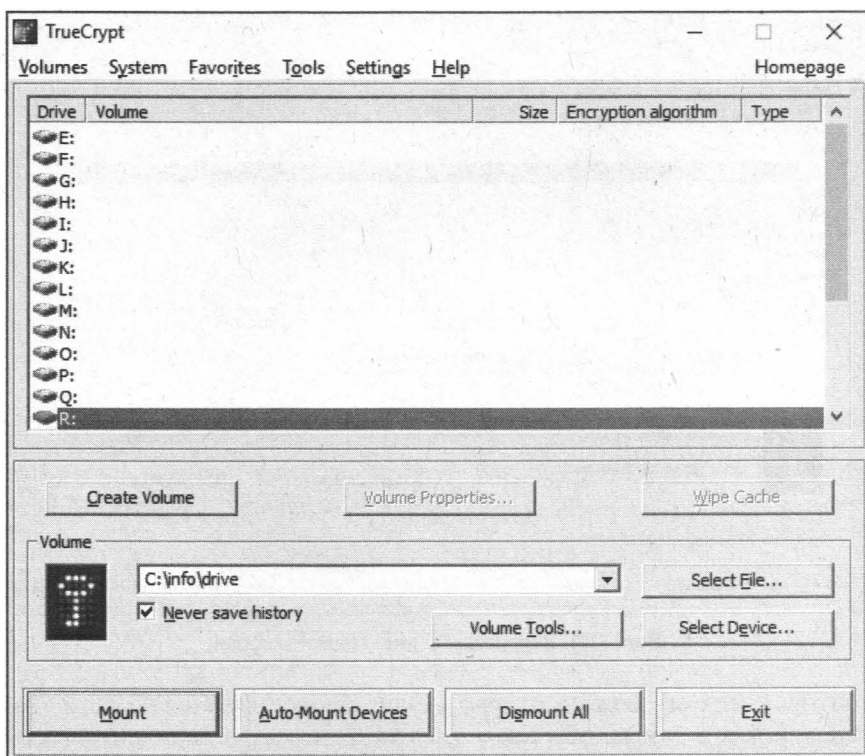 TrueCrypt
Volumes System Favorites Tools Settings Help Homepage
Drive Volume Size Encryption algorithm Type
E:
F:
G:
H:
I:
J:
K:
L:
M:
N:
O:
P:
Q:
R:
Create Volume Volume Properties... Wipe Cache
Volume
C:\info\drive Select File...
Never save history
Volume Tools... Select Device...
Mount Auto-Mount Devices Dismount All Exit